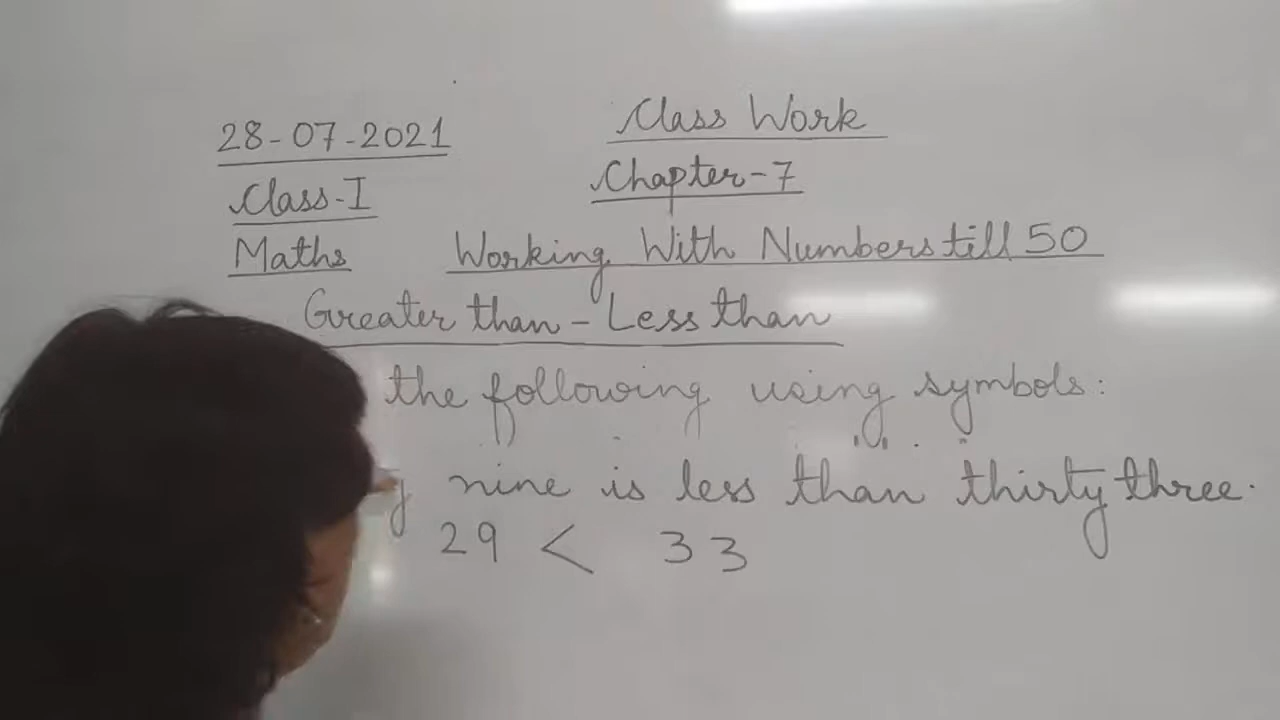 Class Work
28-07-2021
Chapter-7
Class-I
Maths Working With Numbers till 50
Greater than - Less than
the following using symbols:
nine is less than thirty three.
29 < 33